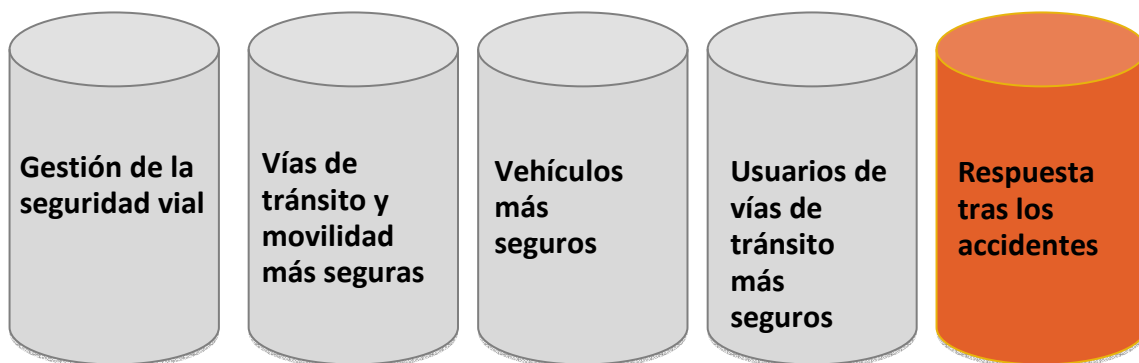 Gestión de la
seguridad vial
Vías de
tránsito y
movilidad
más seguras
Vehículos
más
seguros
Usuarios de
vías de
tránsito
más
seguros
Respuesta
tras los
accidentes